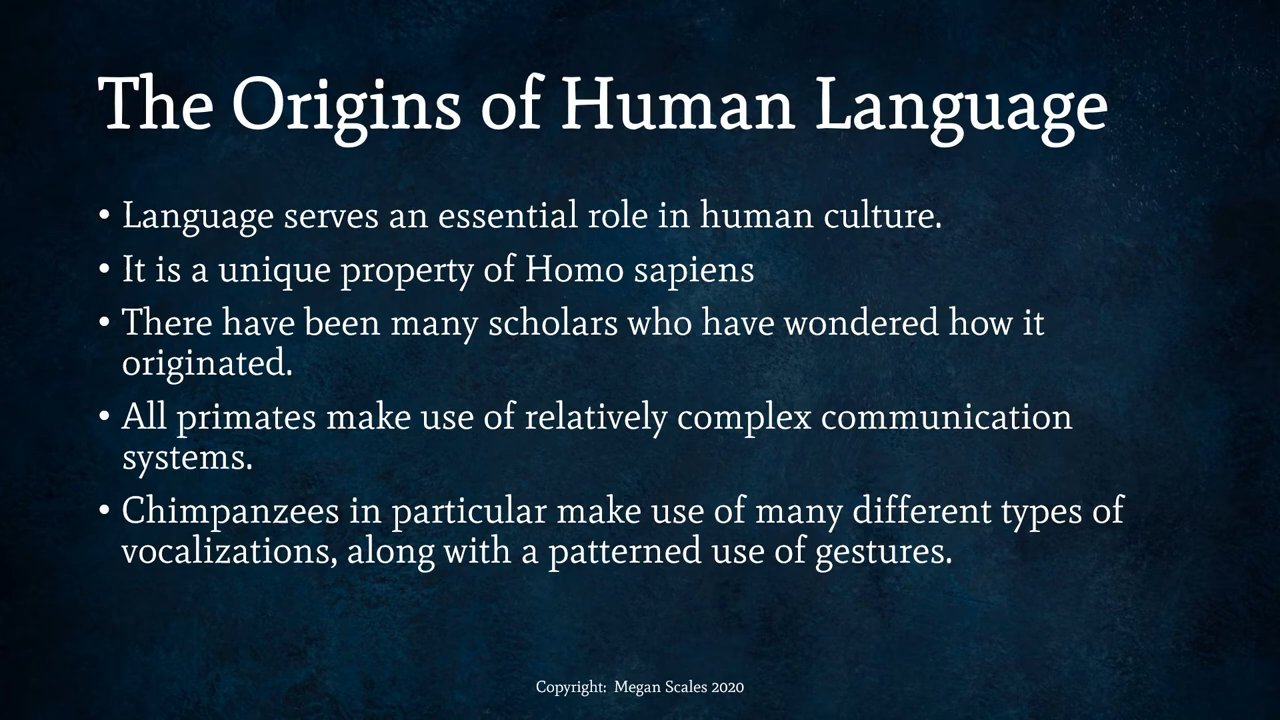 The Origins of Human Language
• Language serves an essential role in human culture.
• It is a unique property of Homo sapiens
• There have been many scholars who have wondered how it
originated.
• All primates make use of relatively complex communication
systems.
• Chimpanzees in particular make use of many different types of
vocalizations, along with a patterned use of gestures.
Copyright:  Megan Scales 2020